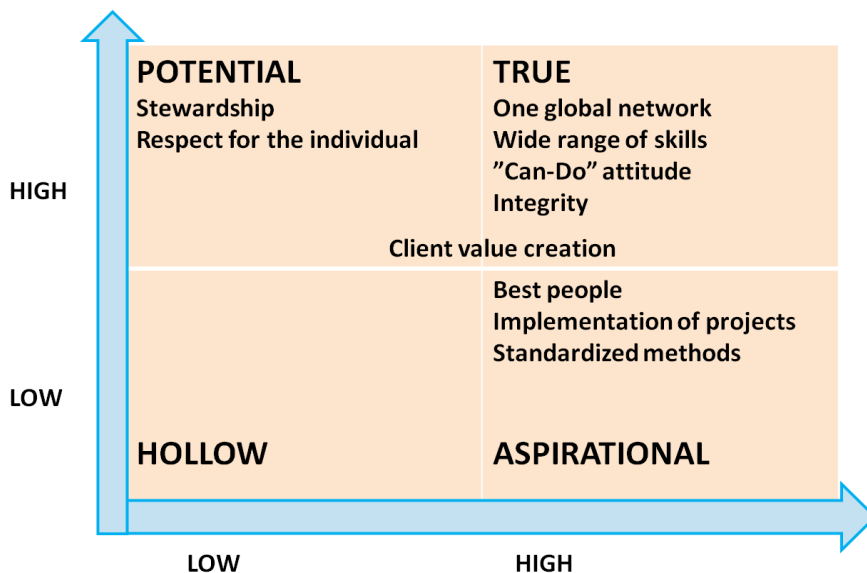 POTENTIAL
Stewardship
Respect for the individual
TRUE
One global network
Wide range of skills
”Can-Do” attitude
Integrity
HIGH
Client value creation
Best people
Implementation of projects
Standardized methods
LOW
HOLLOW
ASPIRATIONAL
LOW
HIGH